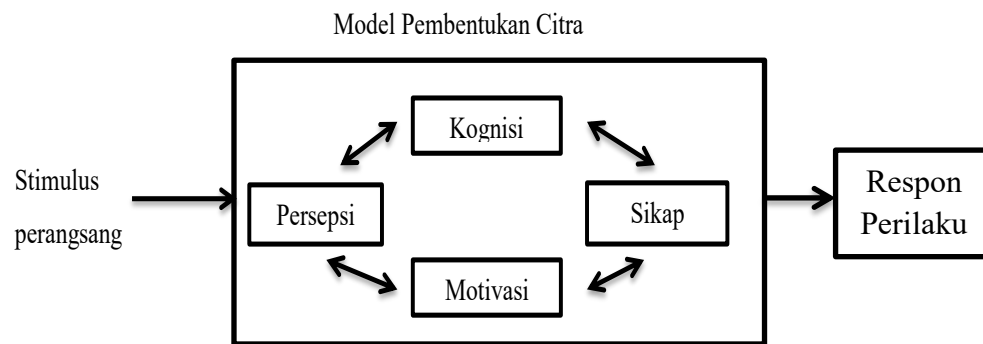 Model Pembentukan Citra
Kognisi
Stimulus
perangsang
Persepsi
Sikap
Respon
Perilaku
Motivasi